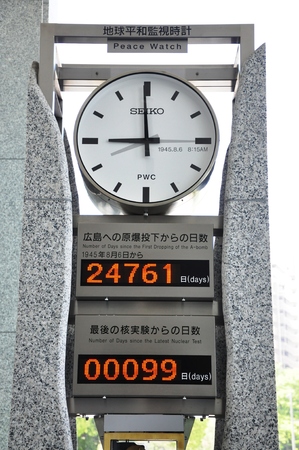 地球平和監視時計
Peace Watch
SEIKO
1945.8.6 8:15AM
PWC
広島への原爆投下からの日数
Number of Days since the First Dropping of the A-bomb
1945年8月6日から
24761 日(days)
最後の核実験からの日数
Number of Days since the Latest Nuclear Test
00099 日(days)